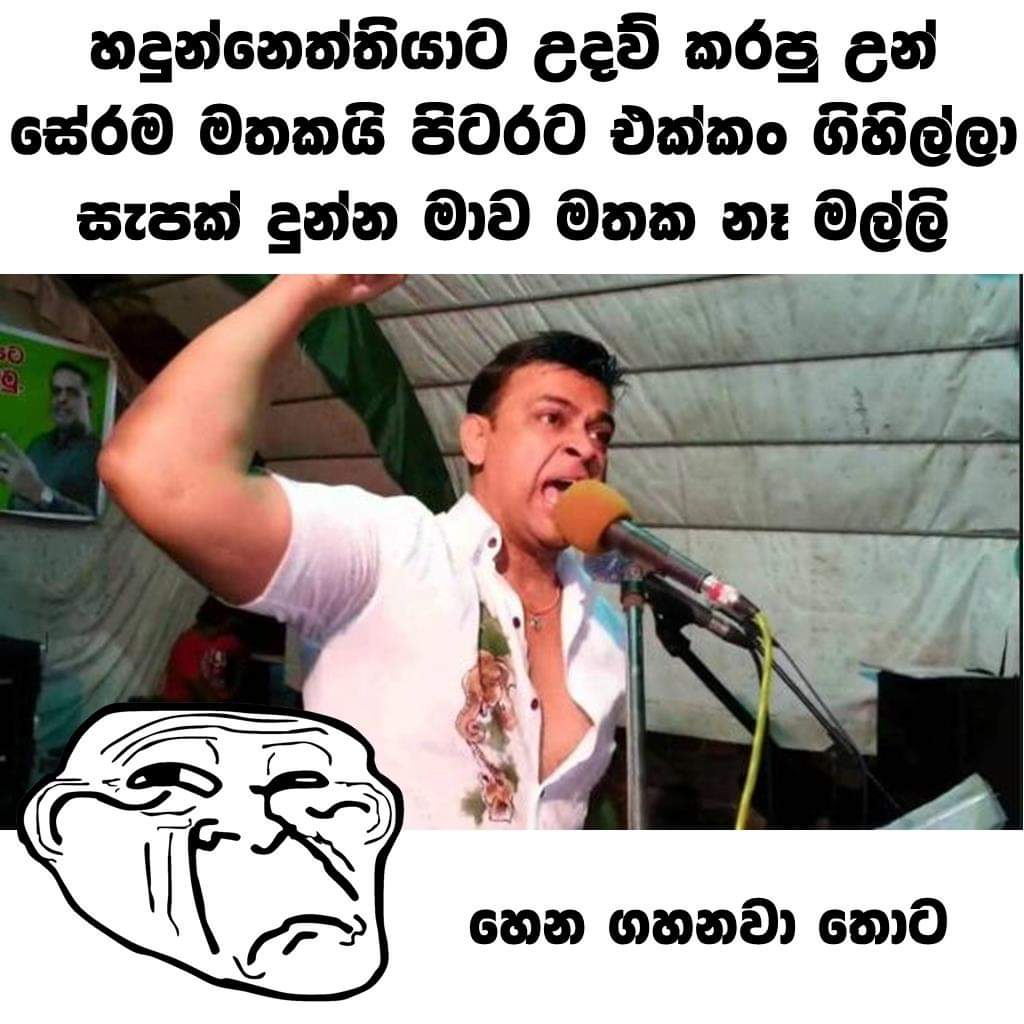 හදුන්නෙත්තියාට උදව් කරපු උන්
සේරම මතකයි පිටරට එක්කං ගිහිල්ලා
සැපක් දුන්න මාව මතක නෑ මල්ලි
හෙන ගහනවා තොට